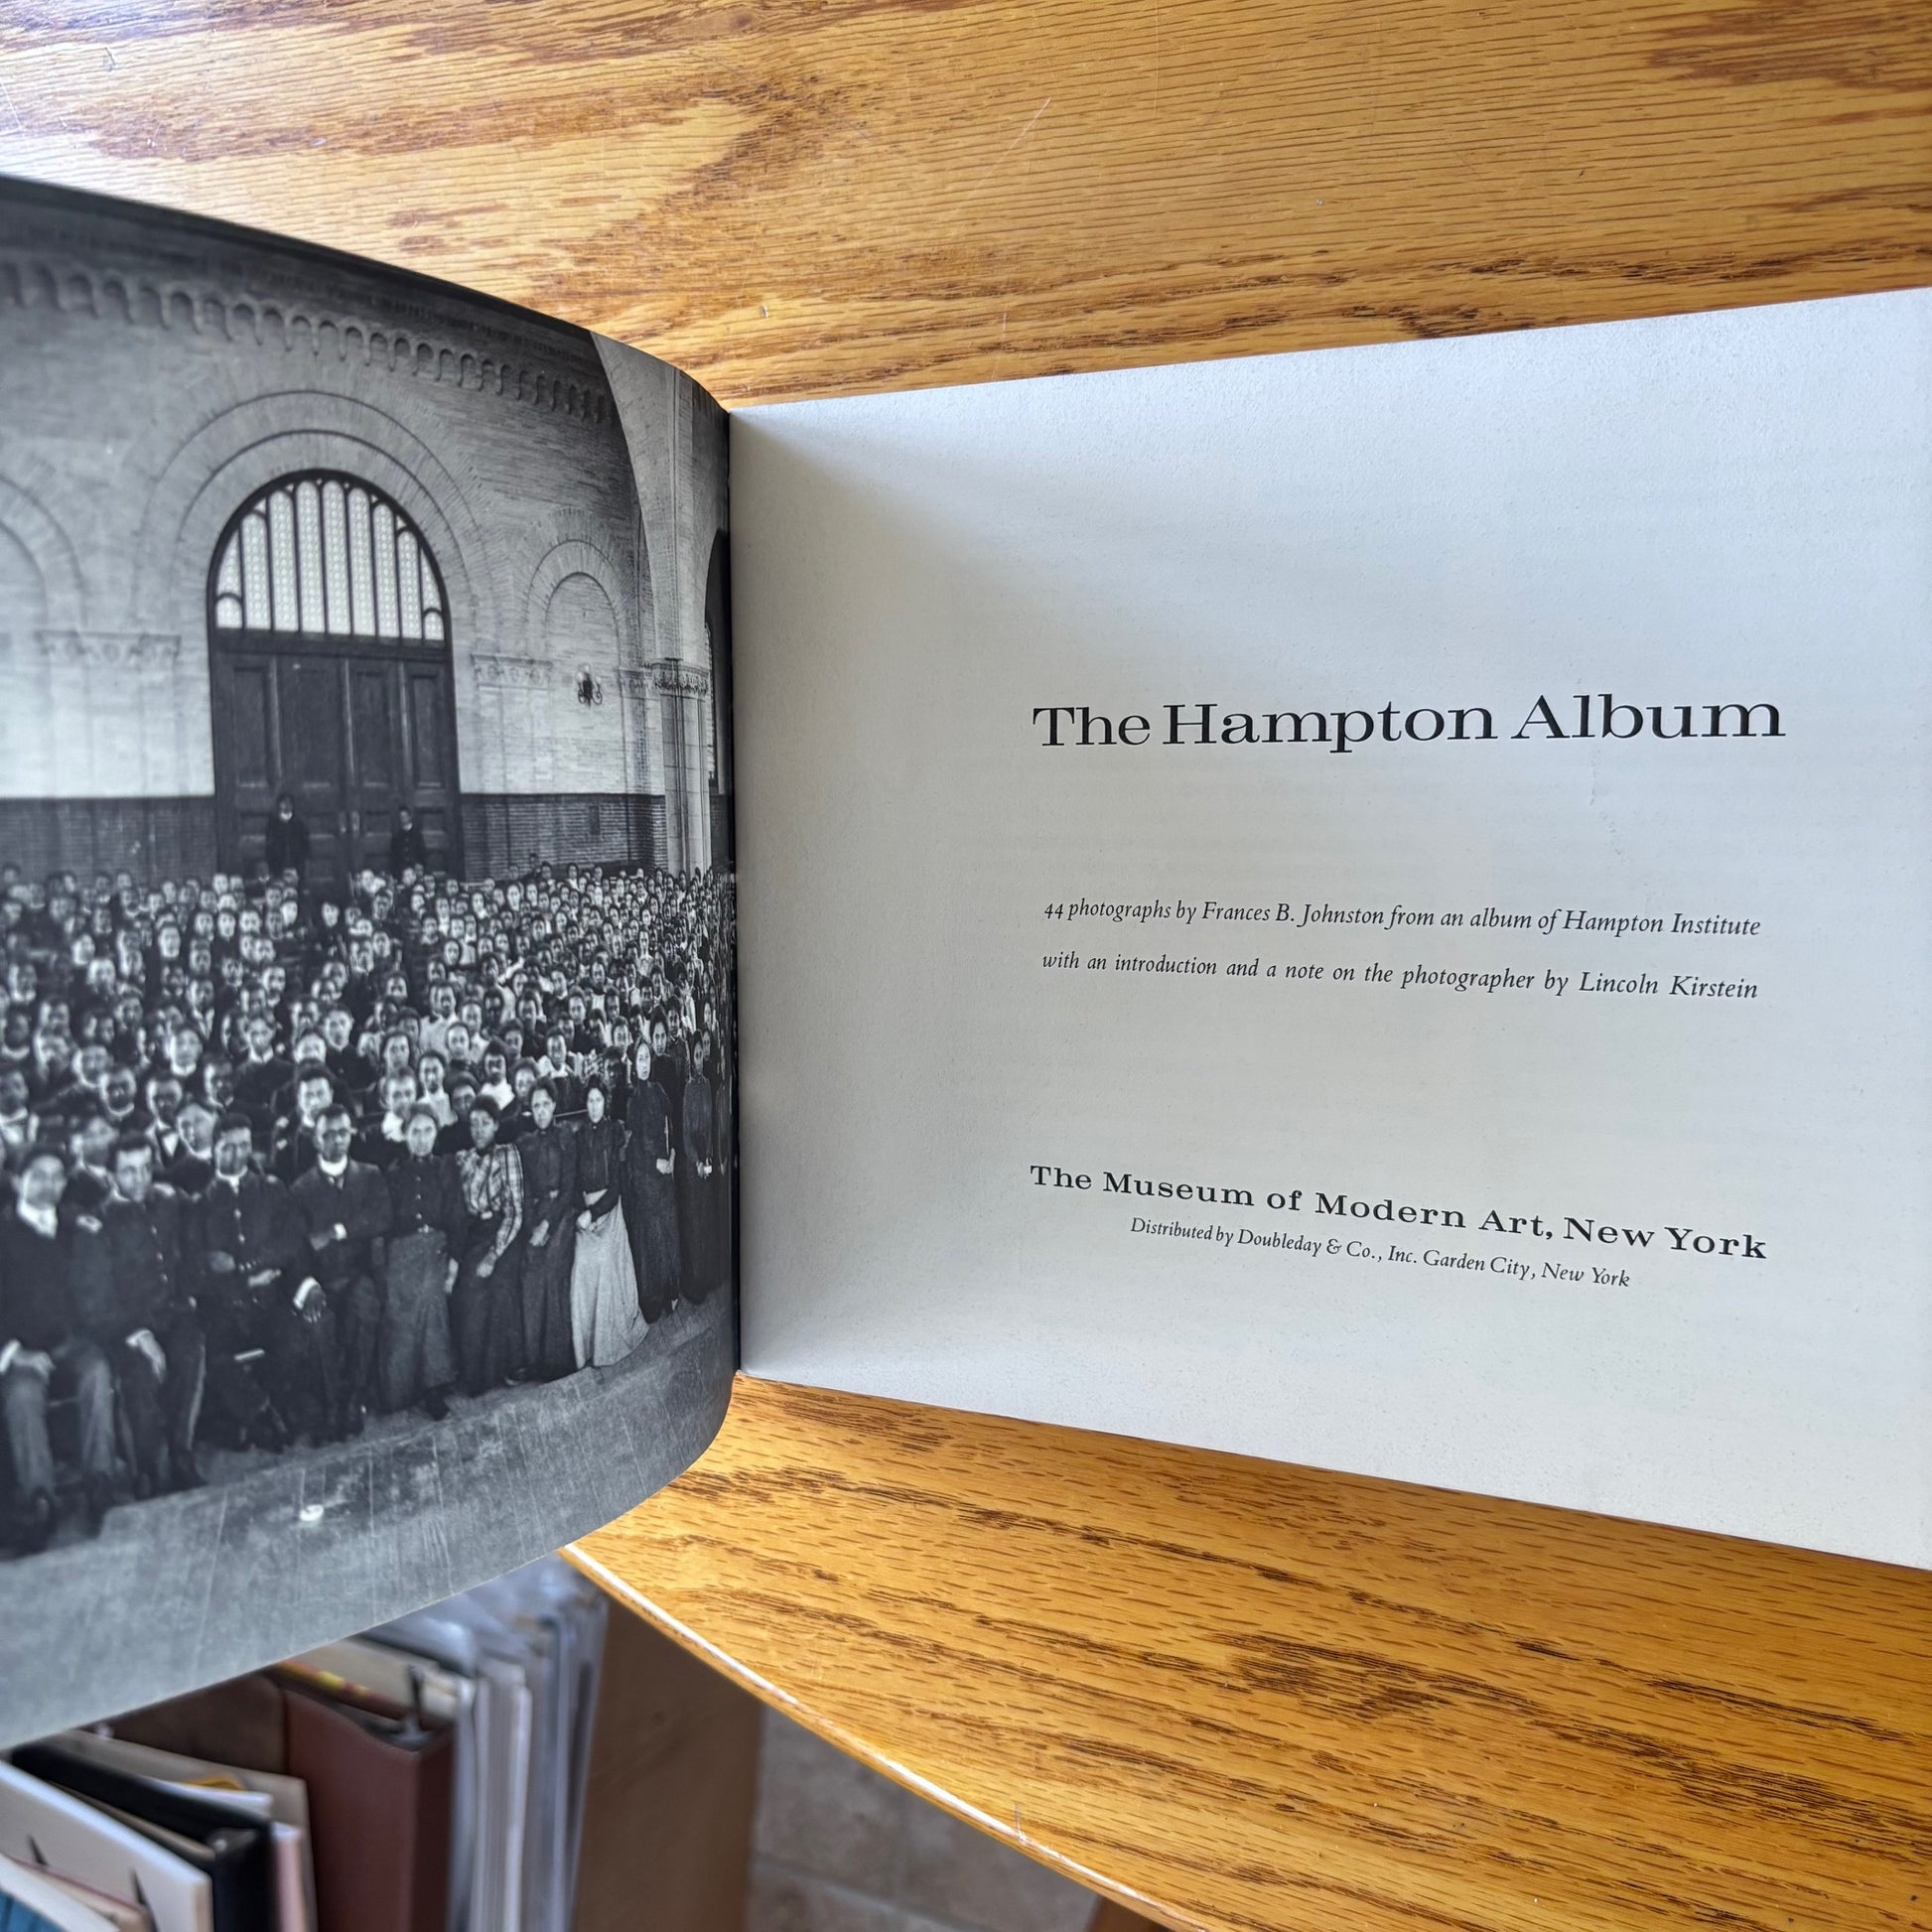 The Hampton Album
44 photographs by Frances B. Johnston from an album of Hampton Institute
with an introduction and a note on the photographer by Lincoln Kirstein
The Museum of Modern Art, New York
Distributed by Doubleday & Co., Inc. Garden City, New York